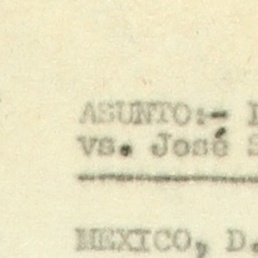 ASUNTO:-
vs. José
MEXICO, D.